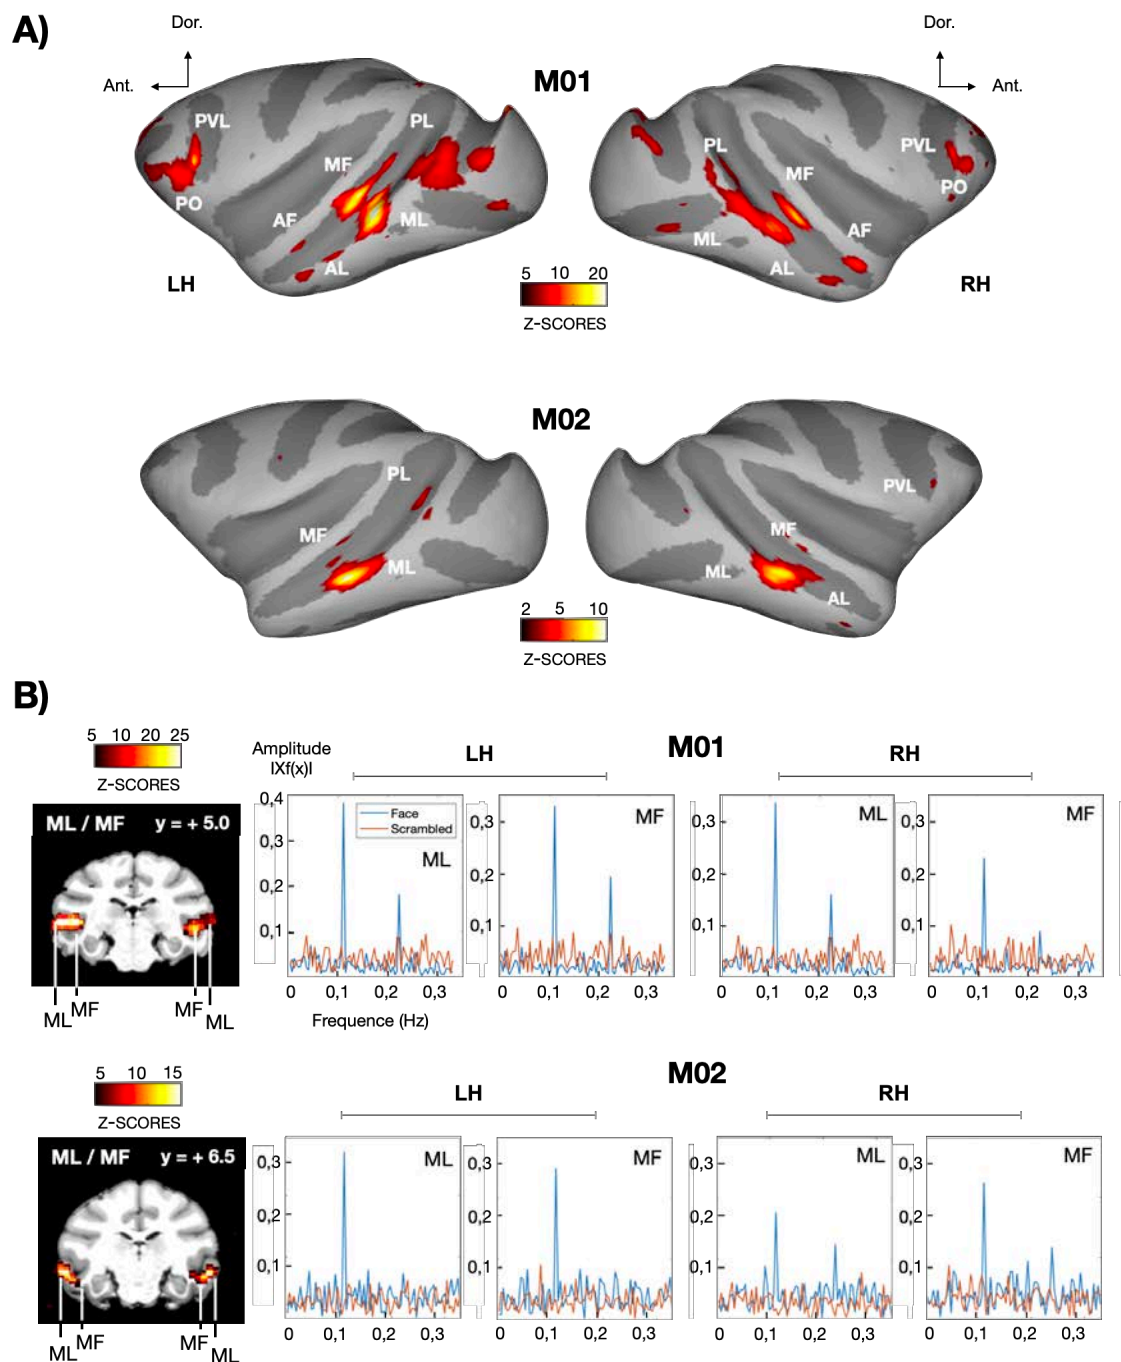 A)
Dor.
Ant.
M01
Dor.
Ant.
PVL
PL
MF
PO
AF
ML
AL
LH
PL
PVL
MF
PO
AF
ML
AL
RH
5 10 20
Z-SCORES
M02
PL
MF
ML
PVL
MF
ML
AL
2 5 10
Z-SCORES
B)
5 10 20 25
Z-SCORES
ML / MF y = + 5.0
ML MF MF ML
Amplitude
IXf(x)I
LH
M01
RH
0,4
0,3
0,2
0,1
Face
Scrambled
ML
0 0,1 0,2 0,3
Frequence (Hz)
0,3
0,2
0,1
MF
0 0,1 0,2 0,3
0,3
0,2
0,1
ML
0 0,1 0,2 0,3
0,3
0,2
0,1
MF
0 0,1 0,2 0,3
5 10 15
Z-SCORES
ML / MF y = + 6.5
ML MF MF ML
LH
M02
RH
0,3
0,2
0,1
ML
0 0,1 0,2 0,3
0,3
0,2
0,1
MF
0 0,1 0,2 0,3
0,3
0,2
0,1
ML
0 0,1 0,2 0,3
0,3
0,2
0,1
MF
0 0,1 0,2 0,3